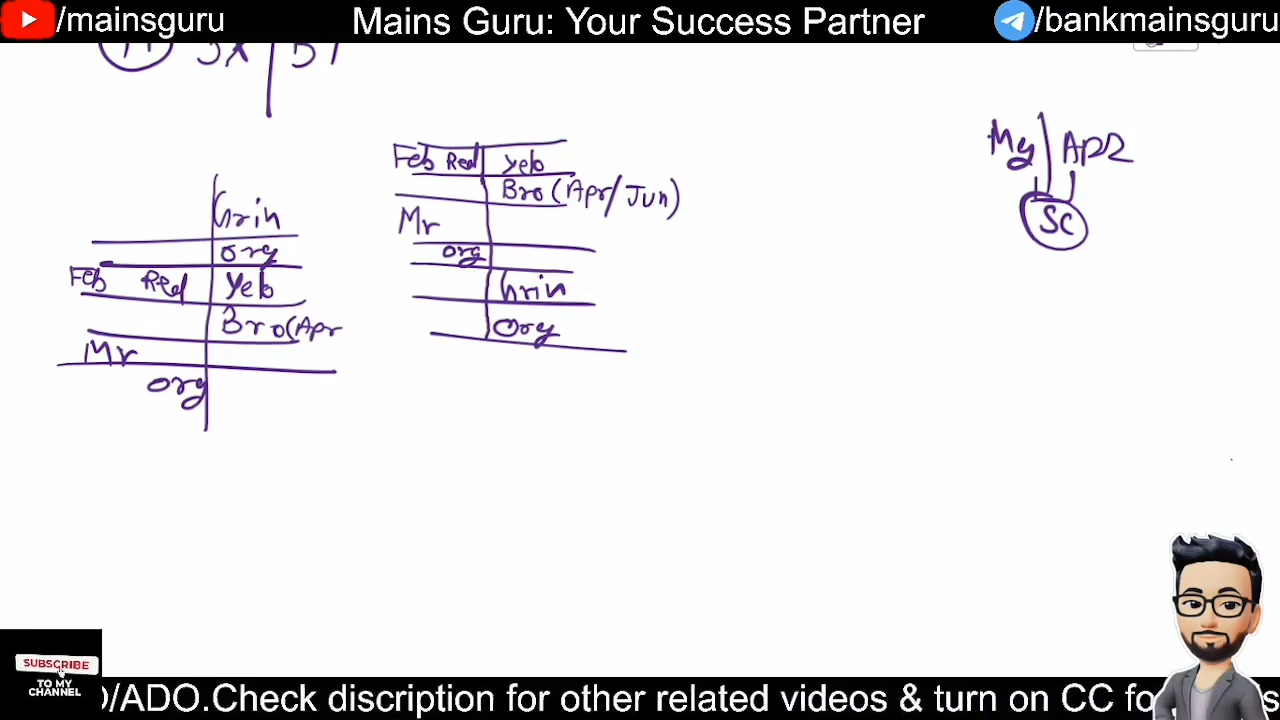 /mainsguru
Mains Guru: Your Success Partner
/bankmainsguru
My APR
SC
Feb Red Yelo
Bro (Apr/Jun)
Mr
org
Grin
Org
Grin
org
Feb Red Yelo
Bro(Apr
Mr
org
SUBSCRIBE
TO MY
CHANNEL
O/ADO.Check discription for other related videos & turn on CC fo